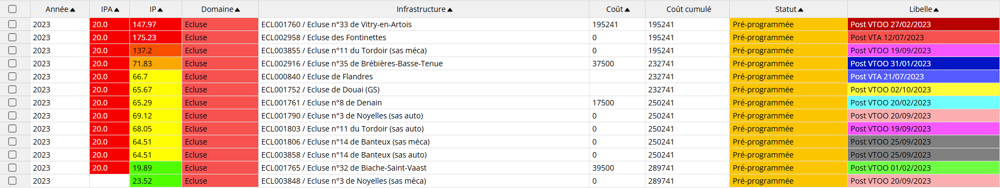 Année▲ IPA▲ IP▲ Domaine▲ Infrastructure▲ Coût▲ Coût cumulé Statut▲ Libelle▲
2023 20.0 147.97 Ecluse ECL001760 / Ecluse n°33 de Vitry-en-Artois 195241 195241 Pré-programmée Post VTOO 27/02/2023
2023 20.0 175.23 Ecluse ECL002958 / Ecluse des Fontinettes 0 195241 Pré-programmée Post VTA 12/07/2023
2023 20.0 137.2 Ecluse ECL003855 / Ecluse n°11 du Tordoir (sas méca) 0 195241 Pré-programmée Post VTOO 19/09/2023
2023 20.0 71.83 Ecluse ECL002916 / Ecluse n°35 de Brébières-Basse-Tenue 37500 232741 Pré-programmée Post VTOO 31/01/2023
2023 20.0 66.7 Ecluse ECL000840 / Ecluse de Flandres 232741 Pré-programmée Post VTA 21/07/2023
2023 20.0 65.67 Ecluse ECL001752 / Ecluse de Douai (GS) 232741 Pré-programmée Post VTOO 02/10/2023
2023 20.0 65.29 Ecluse ECL001761 / Ecluse n°8 de Denain 17500 250241 Pré-programmée Post VTOO 20/02/2023
2023 20.0 69.12 Ecluse ECL001790 / Ecluse n°3 de Noyelles (sas auto) 0 250241 Pré-programmée Post VTOO 20/09/2023
2023 20.0 68.05 Ecluse ECL001803 / Ecluse n°11 du Tordoir (sas auto) 0 250241 Pré-programmée Post VTOO 19/09/2023
2023 20.0 64.51 Ecluse ECL001806 / Ecluse n°14 de Banteux (sas méca) 0 250241 Pré-programmée Post VTOO 25/09/2023
2023 20.0 64.51 Ecluse ECL003858 / Ecluse n°14 de Banteux (sas auto) 0 250241 Pré-programmée Post VTOO 25/09/2023
2023 20.0 19.89 Ecluse ECL001765 / Ecluse n°32 de Biache-Saint-Vaast 39500 289741 Pré-programmée Post VTOO 01/02/2023
2023 23.52 Ecluse ECL003848 / Ecluse n°3 de Noyelles (sas méca) 0 289741 Pré-programmée Post VTOO 20/09/2023